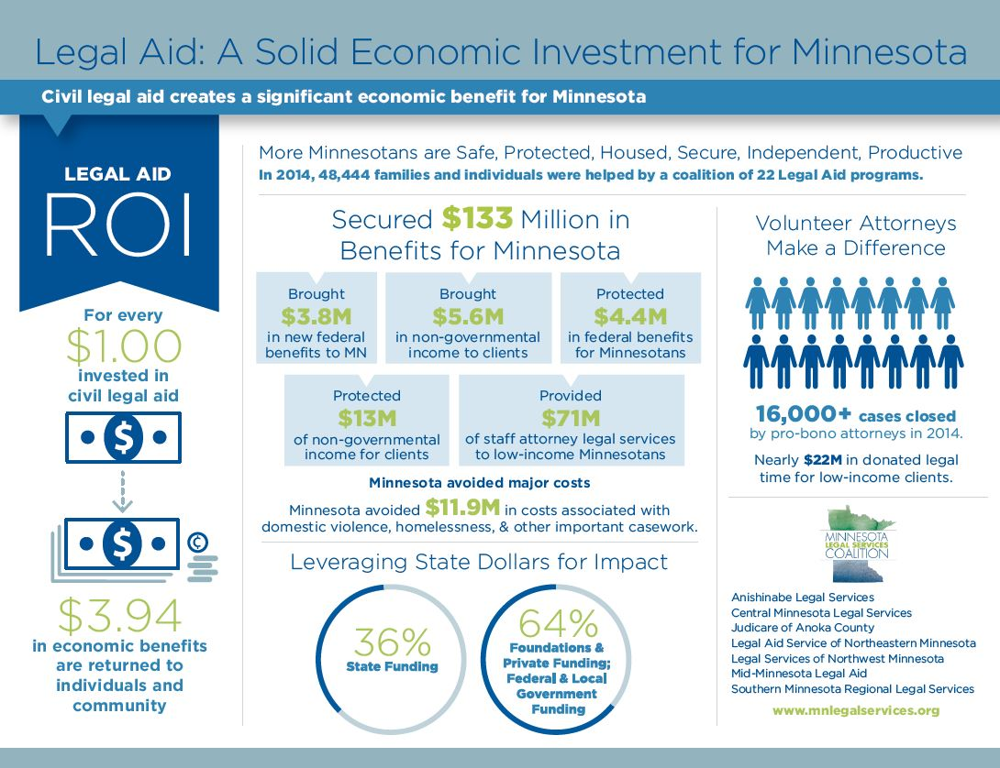 Legal Aid: A Solid Economic Investment for Minnesota
Civil legal aid creates a significant economic benefit for Minnesota
LEGAL AID
ROI
For every
$1.00
invested in
civil legal aid
$
$
$3.94
in economic benefits
are returned to
individuals and
community
More Minnesotans are Safe, Protected, Housed, Secure, Independent, Productive
In 2014, 48,444 families and individuals were helped by a coalition of 22 Legal Aid programs.
Secured $133 Million in
Benefits for Minnesota
Brought
$3.8M
in new federal
benefits to MN
Brought
$5.6M
in non-governmental
income to clients
Protected
$4.4M
in federal benefits
for Minnesotans
Protected
$13M
of non-governmental
income for clients
Provided
$71M
of staff attorney legal services
to low-income Minnesotans
Minnesota avoided major costs
Minnesota avoided $11.9M in costs associated with
domestic violence, homelessness, & other important casework.
Leveraging State Dollars for Impact
36%
State Funding
64%
Foundations &
Private Funding;
Federal & Local
Government
Funding
Volunteer Attorneys
Make a Difference
16,000+ cases closed
by pro-bono attorneys in 2014.
Nearly $22M in donated legal
time for low-income clients.
MINNESOTA
LEGAL SERVICES
COALITION
Anishinabe Legal Services
Central Minnesota Legal Services
Judicare of Anoka County
Legal Aid Service of Northeastern Minnesota
Legal Services of Northwest Minnesota
Mid-Minnesota Legal Aid
Southern Minnesota Regional Legal Services
www.mnlegalservices.org